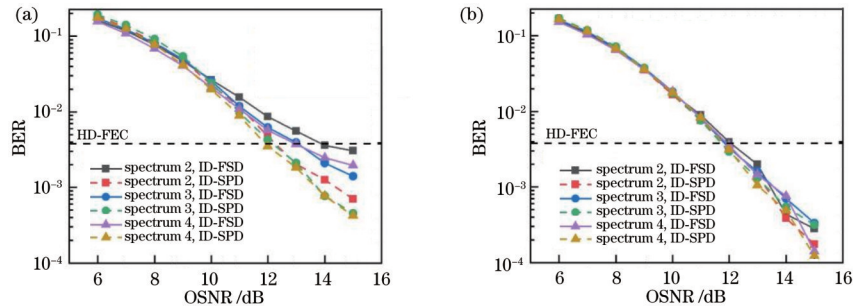 (a)
10⁻¹
10⁻²
10⁻³
10⁻⁴
BER
HD-FEC
spectrum 2, ID-FSD
spectrum 2, ID-SPD
spectrum 3, ID-FSD
spectrum 3, ID-SPD
spectrum 4, ID-FSD
spectrum 4, ID-SPD
4 6 8 10 12 14 16
OSNR /dB
(b)
10⁻¹
10⁻²
10⁻³
10⁻⁴
BER
HD-FEC
spectrum 2, ID-FSD
spectrum 2, ID-SPD
spectrum 3, ID-FSD
spectrum 3, ID-SPD
spectrum 4, ID-FSD
spectrum 4, ID-SPD
4 6 8 10 12 14 16
OSNR /dB